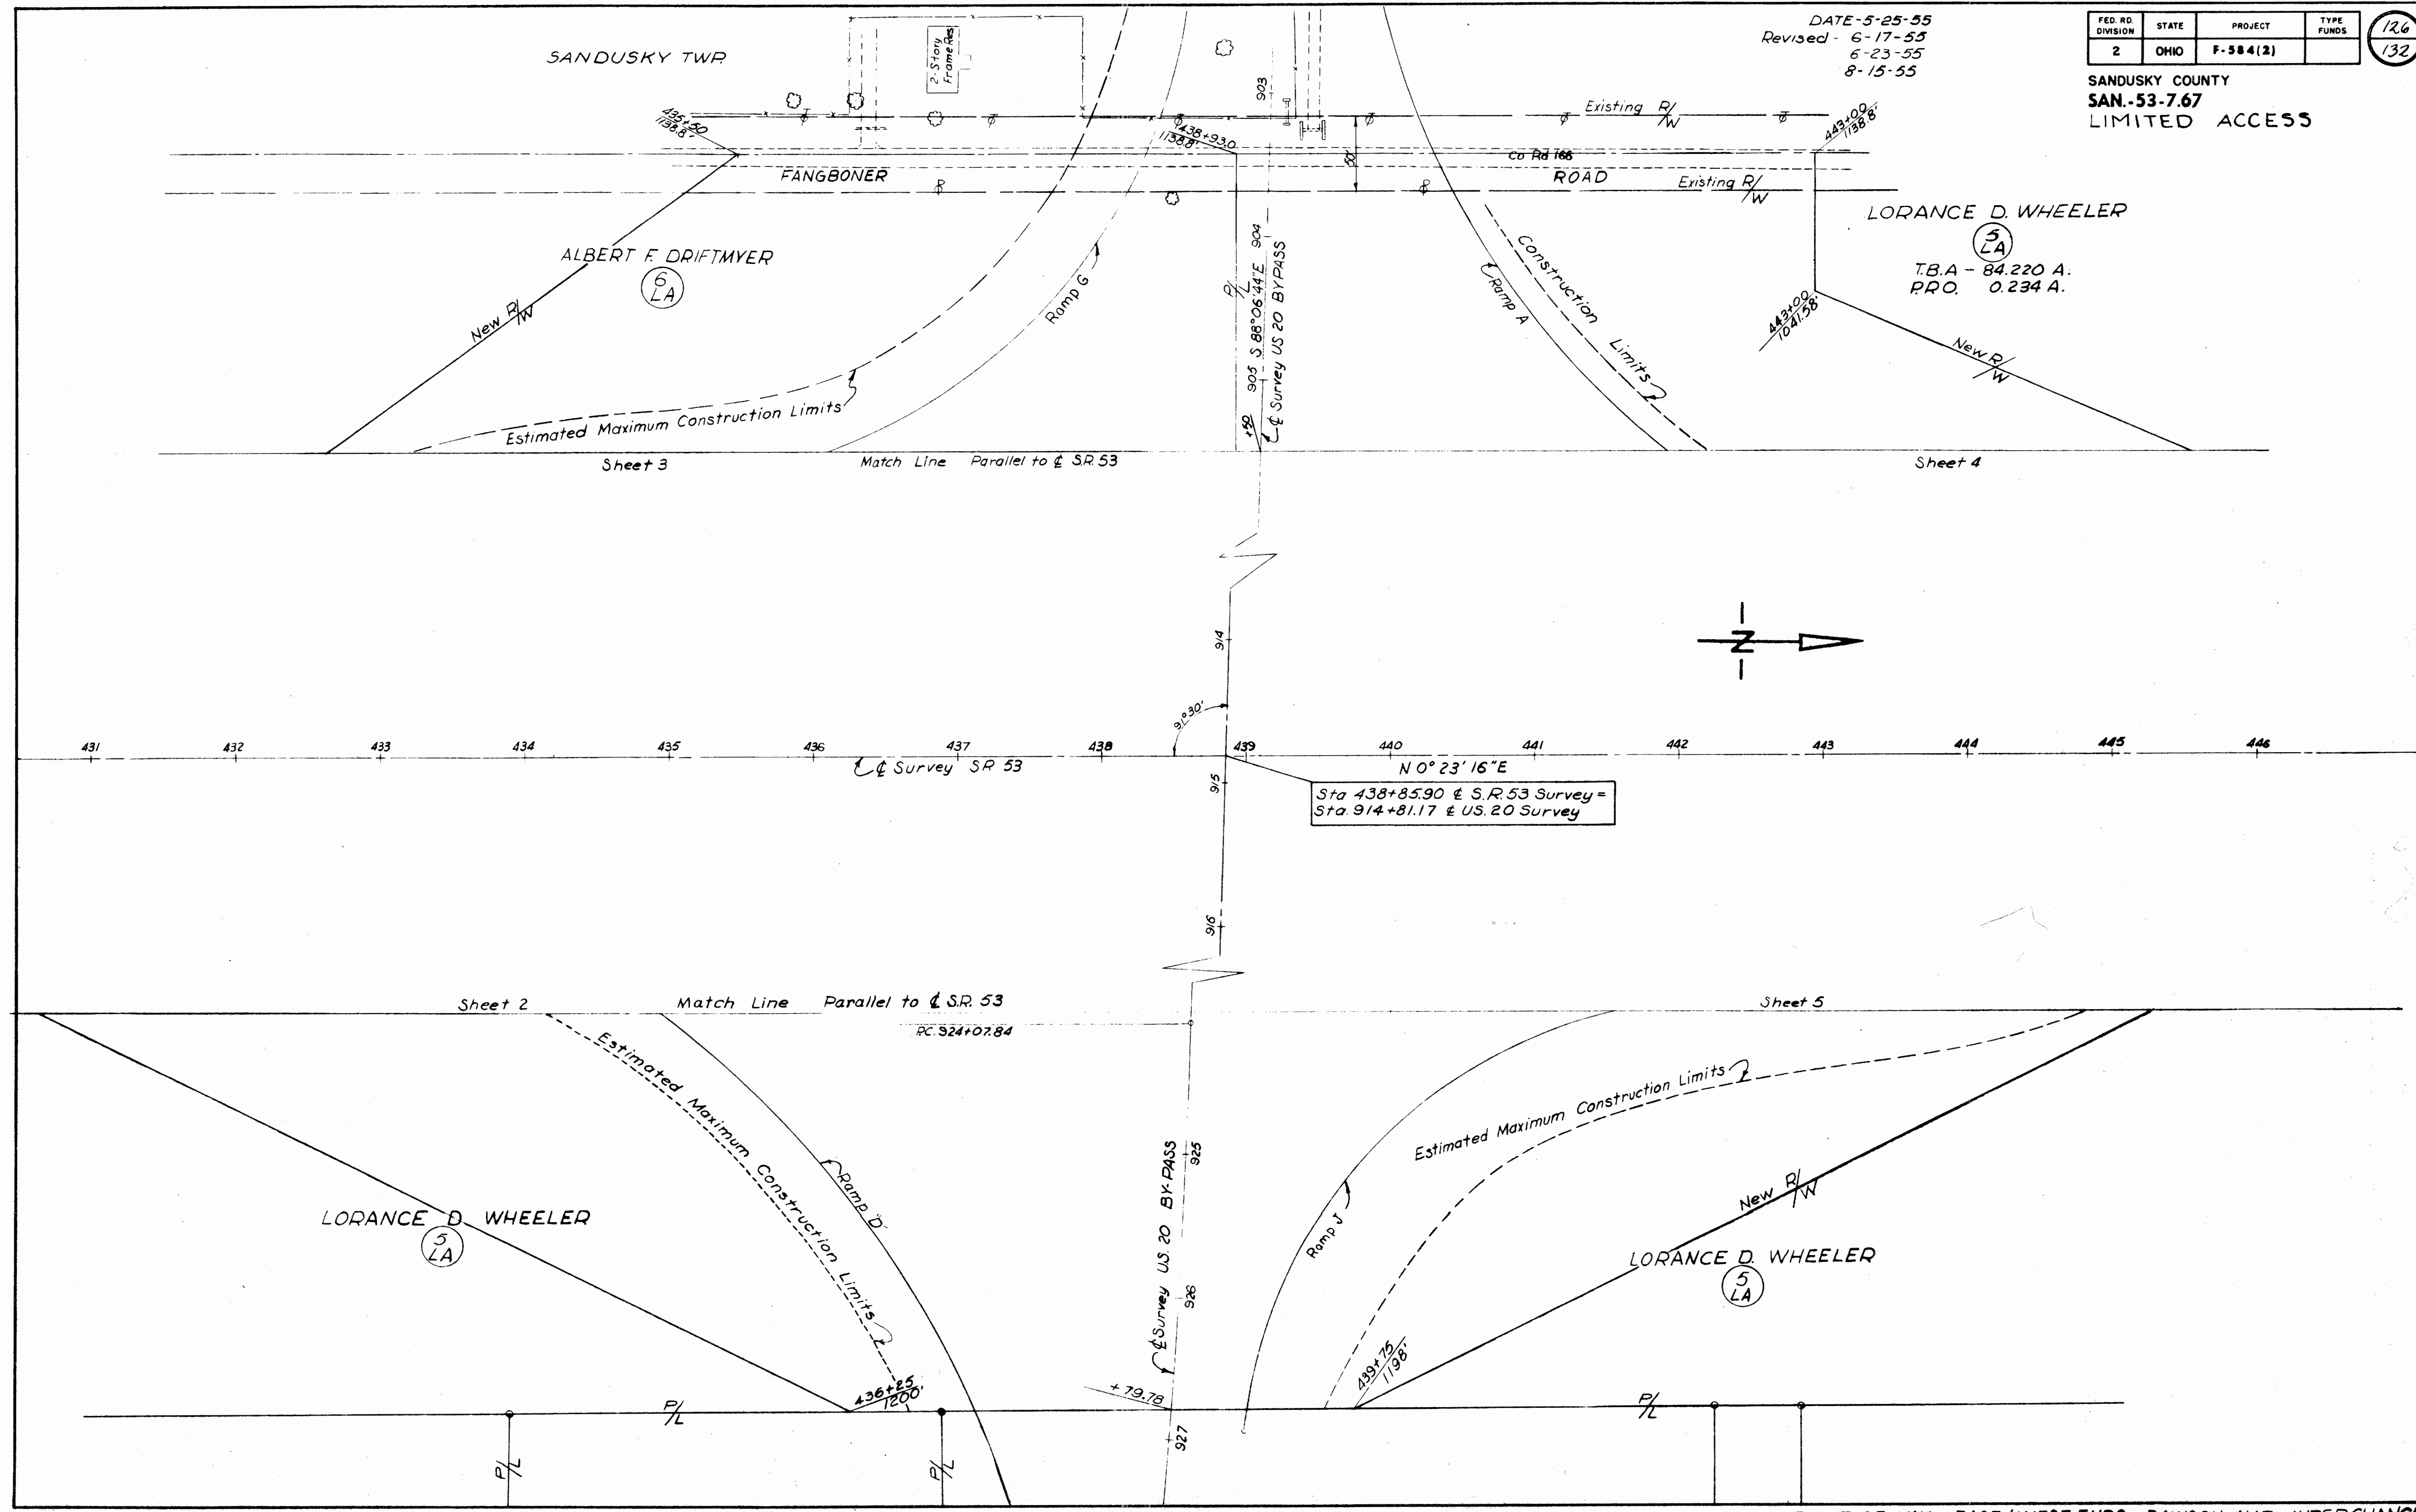 DATE-5-25-55
Revised - 6-17-55
6-23-55
8-15-55
FED. RD. DIVISION STATE PROJECT TYPE FUNDS
2 OHIO F-584(2)
126
132
SANDUSKY COUNTY
SAN.-53-7.67
LIMITED ACCESS
SANDUSKY TWP.
2-Story
Frame Res
903
435+50
1138.8'
438+93.0
1138.8'
Existing R/W
443+00
1138.8'
60'
Co Rd 166
FANGBONER ROAD
Existing R/W
LORANCE D. WHEELER
5
LA
T.B.A - 84.220 A.
P.R.O. 0.234 A.
ALBERT F. DRIFTMYER
6
LA
New R/W
Ramp G
P/L
905 S 88°06'44"E 904
₵ Survey US 20 BYPASS
+50
Ramp A
Construction Limits
443+00
1041.58'
New R/W
Estimated Maximum Construction Limits
Sheet 3
Match Line Parallel to ₵ S.R. 53
Sheet 4
914
N
91°30'
431 432 433 434 435 436 437 438 439 440 441 442 443 444 445 446
₵ Survey SR 53
N 0° 23' 16"E
915
Sta 438+85.90 ₵ S.R. 53 Survey =
Sta. 914+81.17 ₵ US. 20 Survey
916
Sheet 2
Match Line Parallel to ₵ S.R. 53
Sheet 5
P.C. 924+07.84
Estimated Maximum Construction Limits
Ramp "D"
925
₵ Survey US. 20 BY-PASS
926
Estimated Maximum Construction Limits
Ramp J
New R/W
LORANCE D. WHEELER
5
LA
LORANCE D. WHEELER
5
LA
436+25
1200'
+79.78
439+75
1198'
P/L
P/L
927
P/L
P/L